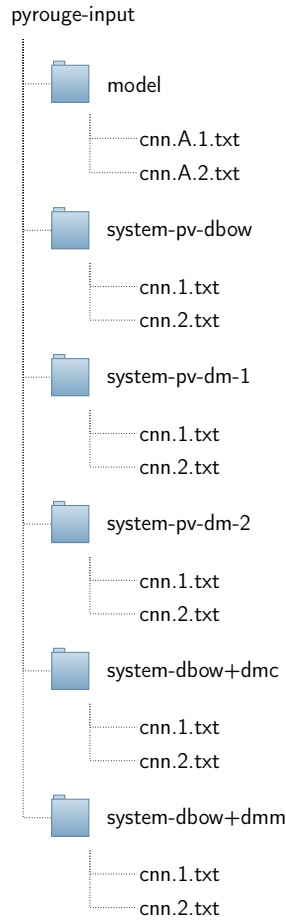 pyrouge-input
model
cnn.A.1.txt
cnn.A.2.txt
system-pv-dbow
cnn.1.txt
cnn.2.txt
system-pv-dm-1
cnn.1.txt
cnn.2.txt
system-pv-dm-2
cnn.1.txt
cnn.2.txt
system-dbow+dmc
cnn.1.txt
cnn.2.txt
system-dbow+dmm
cnn.1.txt
cnn.2.txt